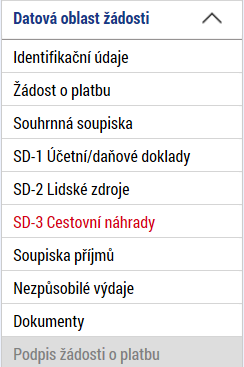 Datová oblast žádosti
Identifikační údaje
Žádost o platbu
Souhrnná soupiska
SD-1 Účetní/daňové doklady
SD-2 Lidské zdroje
SD-3 Cestovní náhrady
Soupiska příjmů
Nezpůsobilé výdaje
Dokumenty
Podpis žádosti o platbu